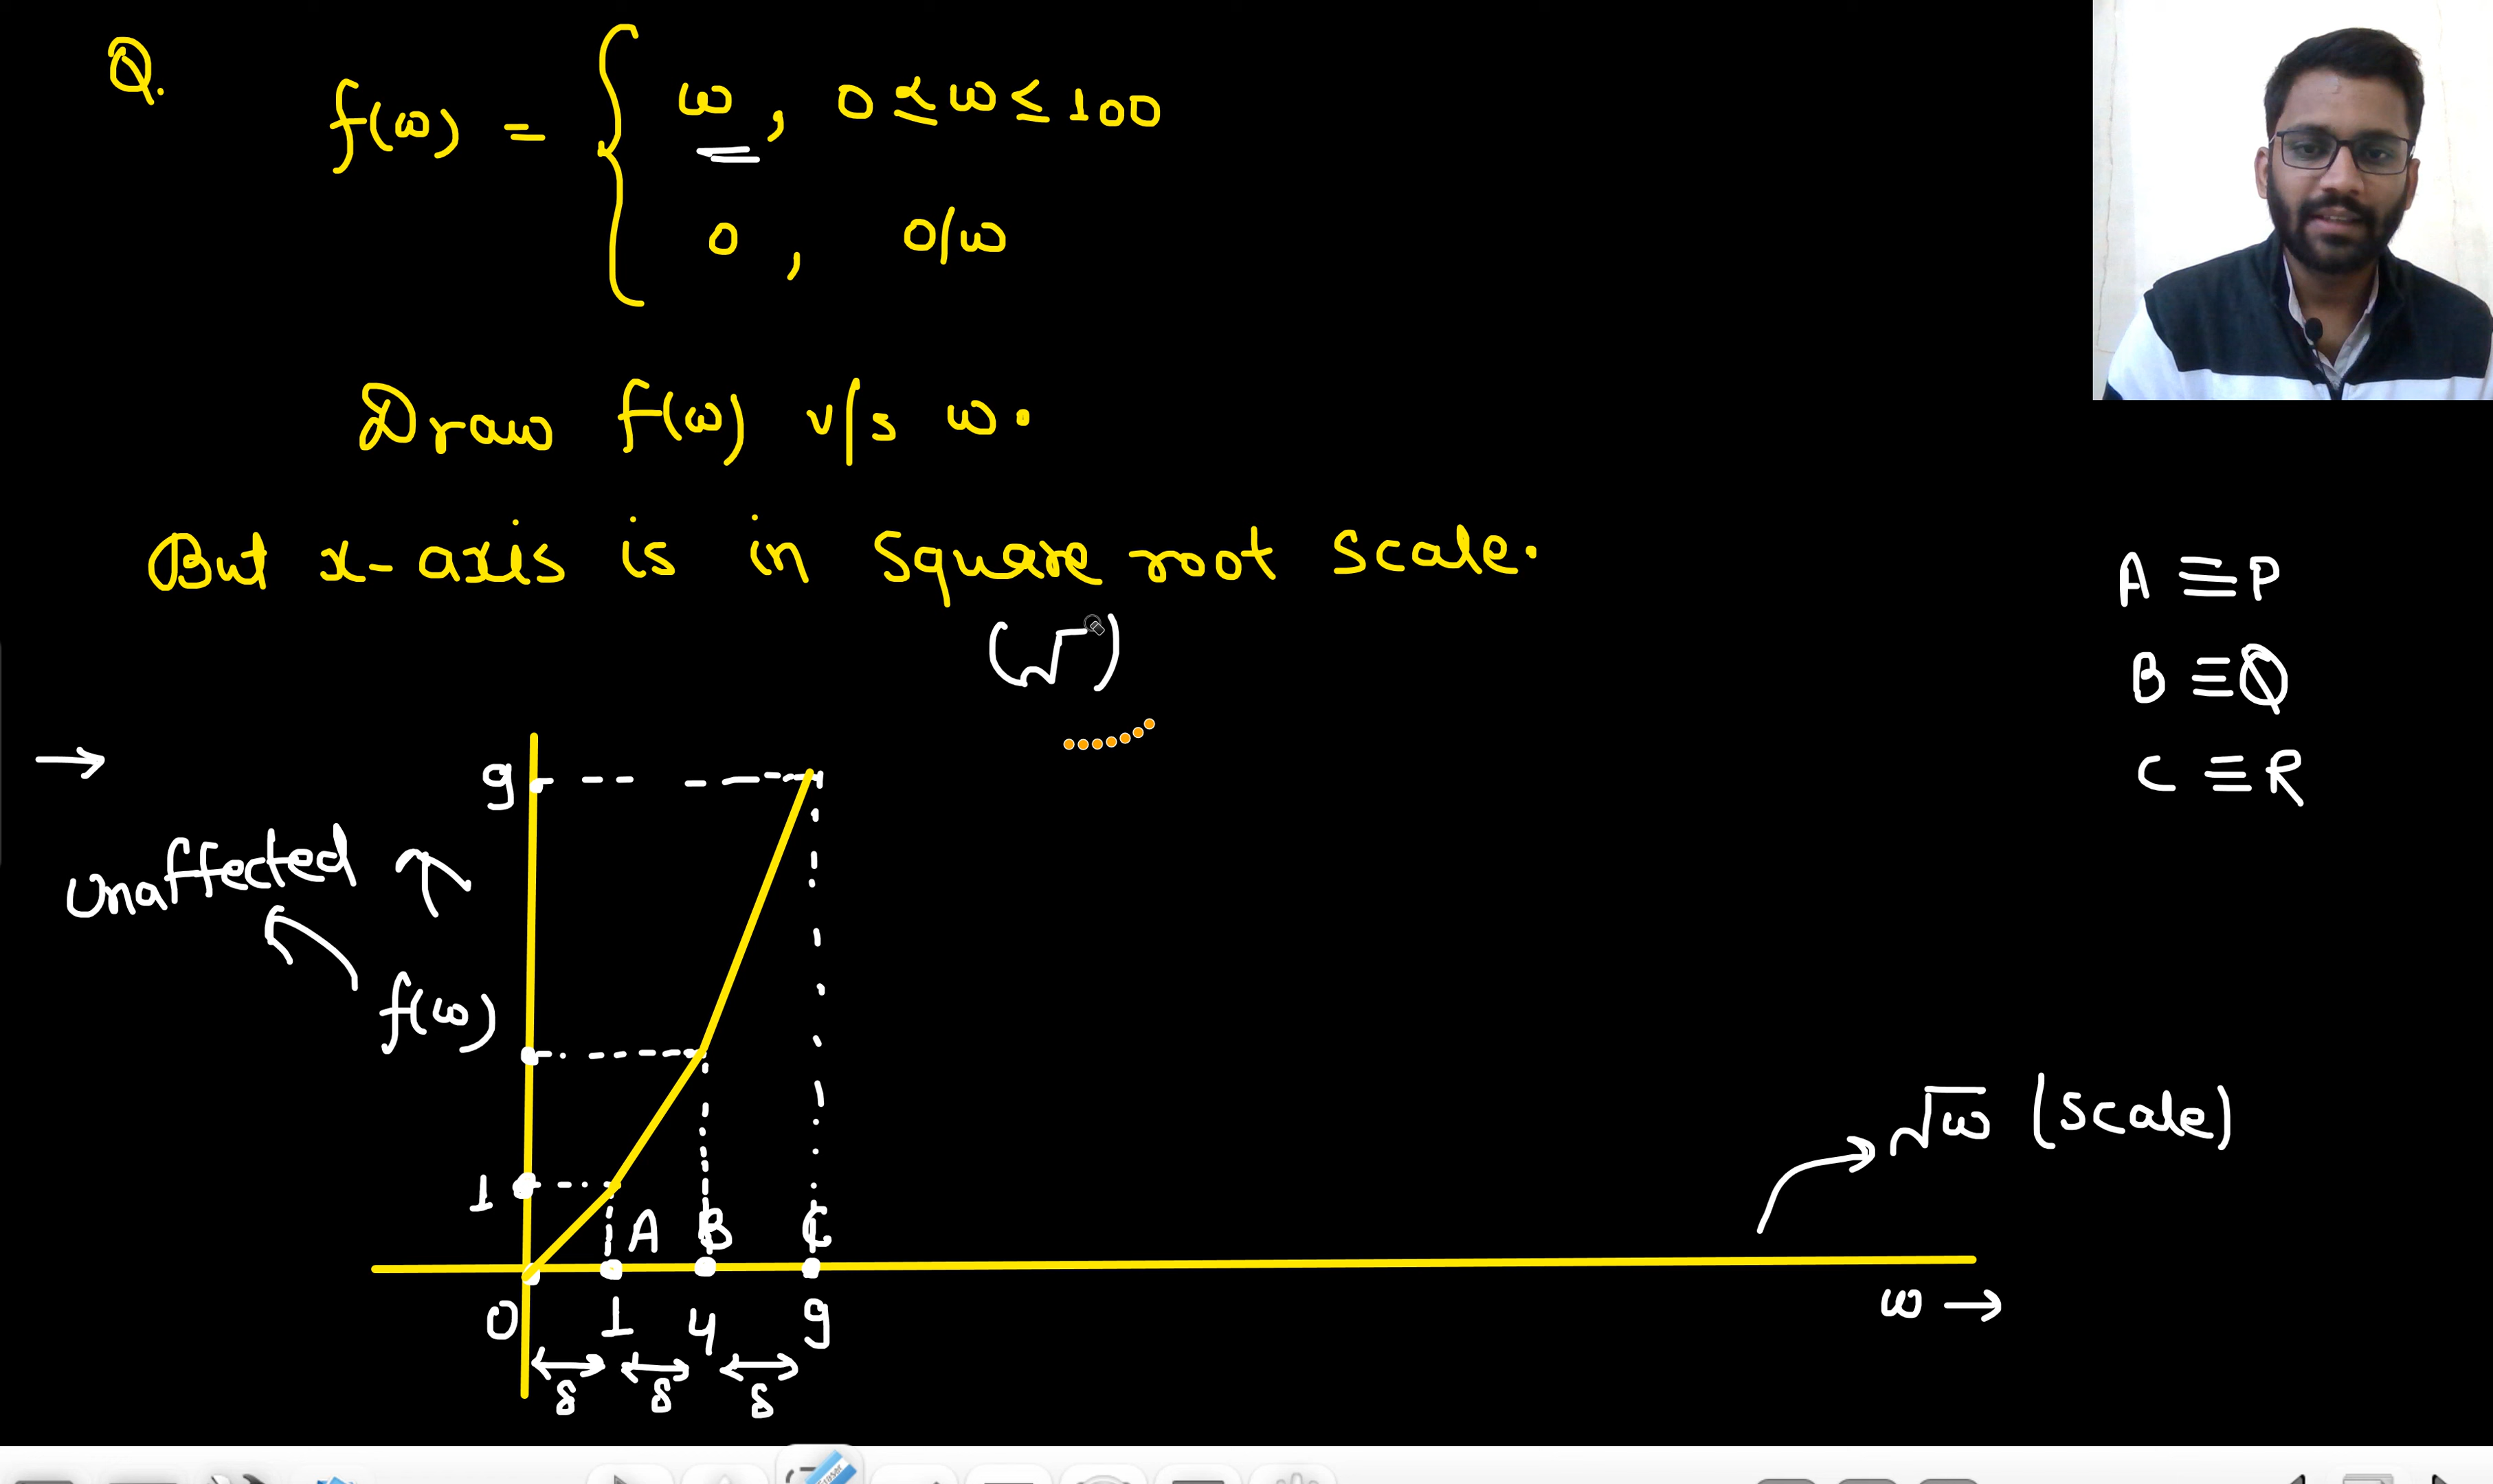 Q.
f(ω) = { ω , 0 ≤ ω ≤ 100
0 , 0/ω
Draw f(ω) v/s ω.
But x-axis is in square root scale.
(√)
A ≡ P
B ≡ Q
C ≡ R
→
9
Unaffected
f(ω)
1
A B C
√ω (scale)
0 1 4 9
ω →
δ δ δ